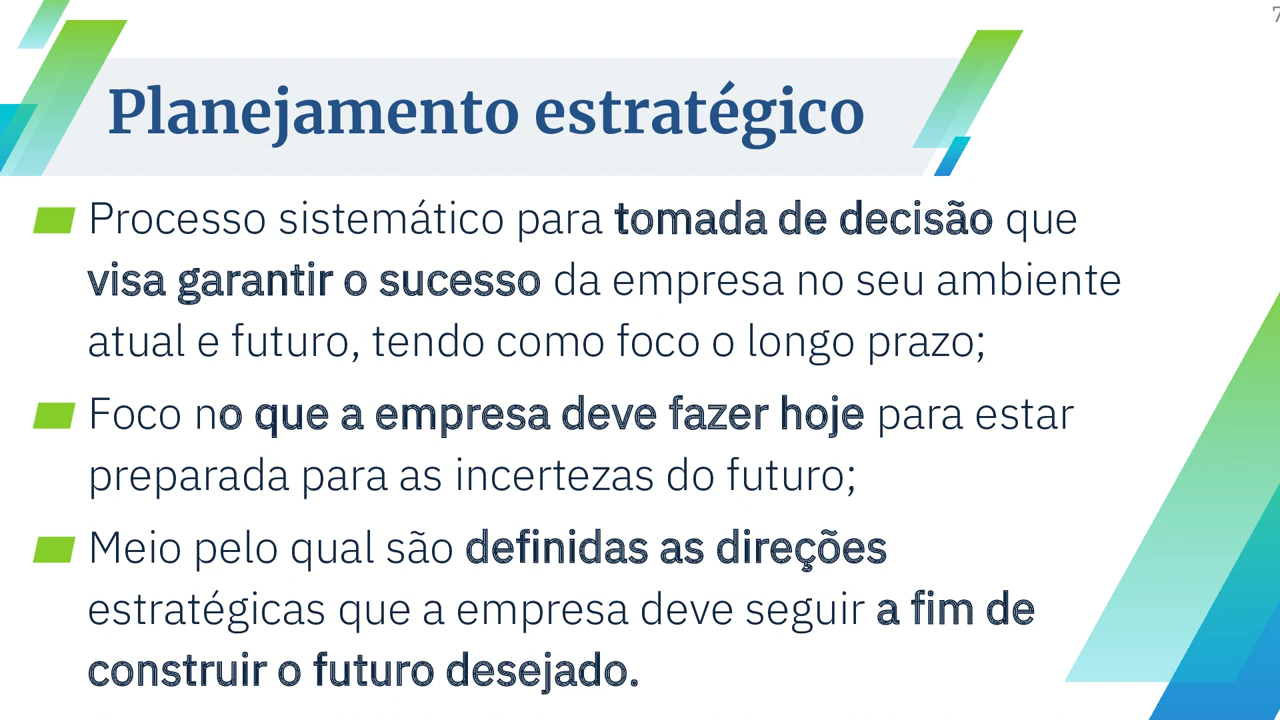 7
Planejamento estratégico
Processo sistemático para tomada de decisão que
visa garantir o sucesso da empresa no seu ambiente
atual e futuro, tendo como foco o longo prazo;
Foco no que a empresa deve fazer hoje para estar
preparada para as incertezas do futuro;
Meio pelo qual são definidas as direções
estratégicas que a empresa deve seguir a fim de
construir o futuro desejado.